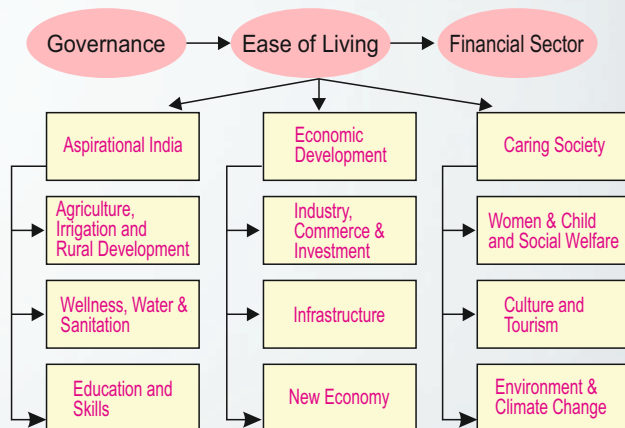 Governance
Ease of Living
Financial Sector
Aspirational India
Economic
Development
Caring Society
Agriculture,
Irrigation and
Rural Development
Industry,
Commerce &
Investment
Women & Child
and Social Welfare
Wellness, Water &
Sanitation
Infrastructure
Culture and
Tourism
Education and
Skills
New Economy
Environment &
Climate Change